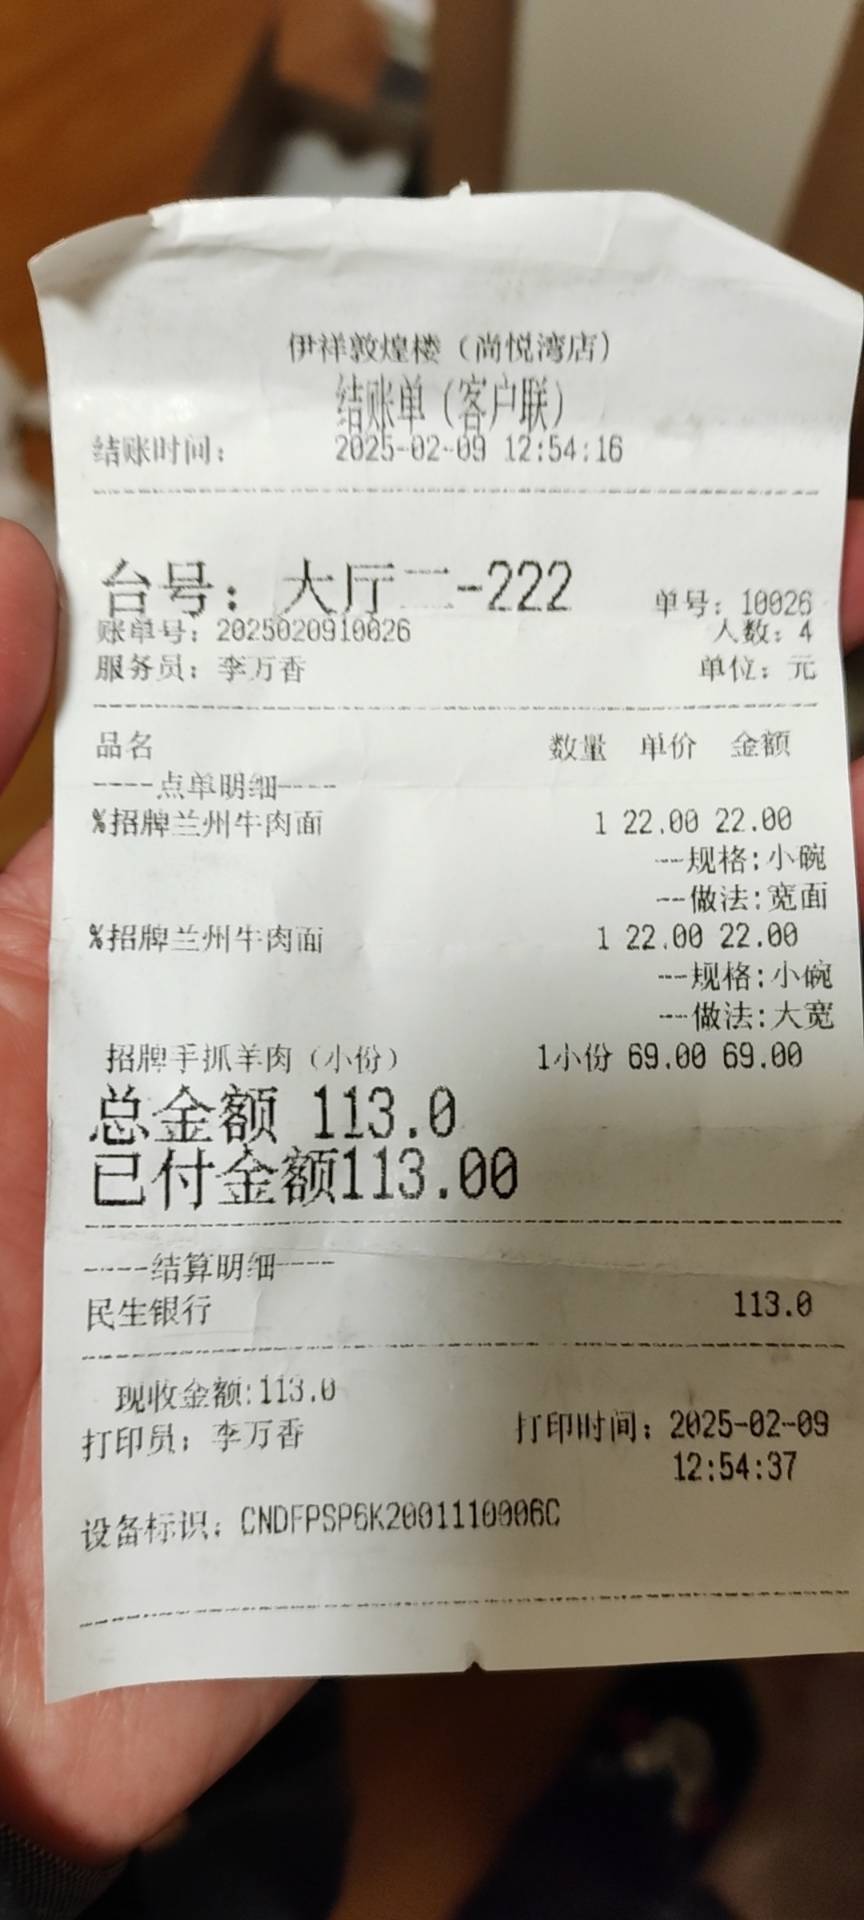 伊祥敦煌楼（尚悦湾店）
结账单（客户联）
结账时间： 2025-02-09 12:54:16
台号：大厅二-222 单号：10026
账单号：2025020910026 人数：4
服务员：李万香 单位：元
品名 数量 单价 金额
----点单明细----
%招牌兰州牛肉面 1 22.00 22.00
--规格:小碗
--做法:宽面
%招牌兰州牛肉面 1 22.00 22.00
--规格:小碗
--做法:大宽
招牌手抓羊肉（小份） 1小份 69.00 69.00
总金额 113.0
已付金额113.00
----结算明细----
民生银行 113.0
现收金额:113.0
打印员：李万香 打印时间：2025-02-09
12:54:37
设备标识：CNDFPSP6K2001110006C